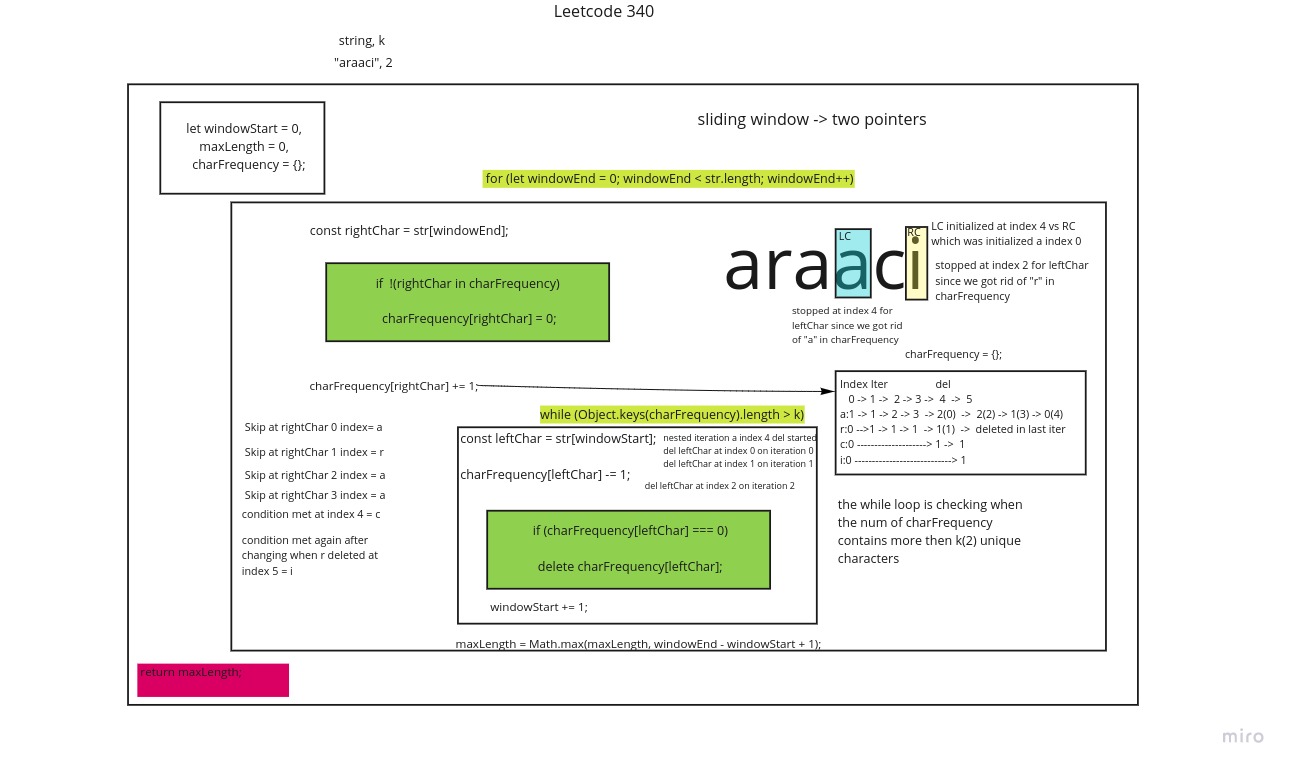 Leetcode 340
string, k
"araaci", 2
let windowStart = 0,
maxLength = 0,
charFrequency = {};
sliding window -> two pointers
for (let windowEnd = 0; windowEnd < str.length; windowEnd++)
const rightChar = str[windowEnd];
if !(rightChar in charFrequency)
charFrequency[rightChar] = 0;
LC
RC
araaci
LC initialized at index 4 vs RC
which was initialized a index 0
stopped at index 2 for leftChar
since we got rid of "r" in
charFrequency
stopped at index 4 for
leftChar since we got rid
of "a" in charFrequency
charFrequency = {};
charFrequency[rightChar] += 1;
Index Iter del
0 -> 1 -> 2 -> 3 -> 4 -> 5
a:1 -> 1 -> 2 -> 3 -> 2(0) -> 2(2) -> 1(3) -> 0(4)
r:0 -->1 -> 1 -> 1 -> 1(1) -> deleted in last iter
c:0 --------------------> 1 -> 1
i:0 ----------------------------> 1
while (Object.keys(charFrequency).length > k)
const leftChar = str[windowStart];
nested iteration a index 4 del started
del leftChar at index 0 on iteration 0
del leftChar at index 1 on iteration 1
charFrequency[leftChar] -= 1;
del leftChar at index 2 on iteration 2
if (charFrequency[leftChar] === 0)
delete charFrequency[leftChar];
windowStart += 1;
Skip at rightChar 0 index= a
Skip at rightChar 1 index = r
Skip at rightChar 2 index = a
Skip at rightChar 3 index = a
condition met at index 4 = c
condition met again after
changing when r deleted at
index 5 = i
the while loop is checking when
the num of charFrequency
contains more then k(2) unique
characters
maxLength = Math.max(maxLength, windowEnd - windowStart + 1);
return maxLength;
miro